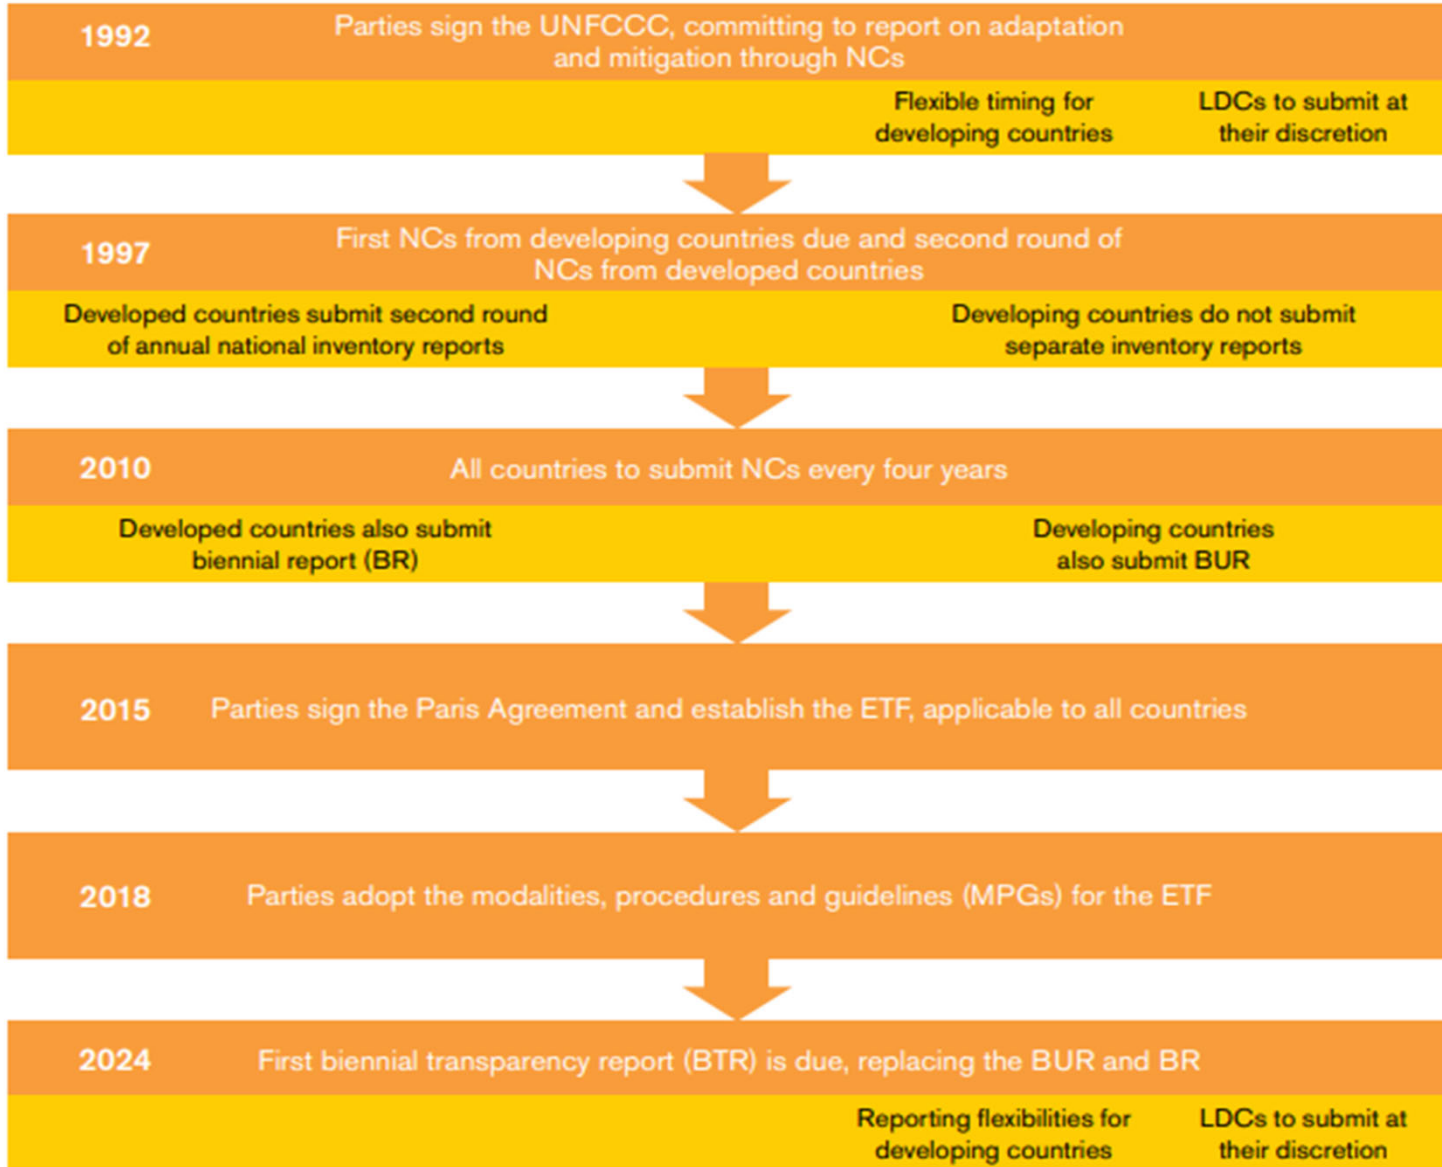 1992
Parties sign the UNFCCC, committing to report on adaptation
and mitigation through NCs
Flexible timing for
developing countries
LDCs to submit at
their discretion
1997
First NCs from developing countries due and second round of
NCs from developed countries
Developed countries submit second round
of annual national inventory reports
Developing countries do not submit
separate inventory reports
2010
All countries to submit NCs every four years
Developed countries also submit
biennial report (BR)
Developing countries
also submit BUR
2015
Parties sign the Paris Agreement and establish the ETF, applicable to all countries
2018
Parties adopt the modalities, procedures and guidelines (MPGs) for the ETF
2024
First biennial transparency report (BTR) is due, replacing the BUR and BR
Reporting flexibilities for
developing countries
LDCs to submit at
their discretion